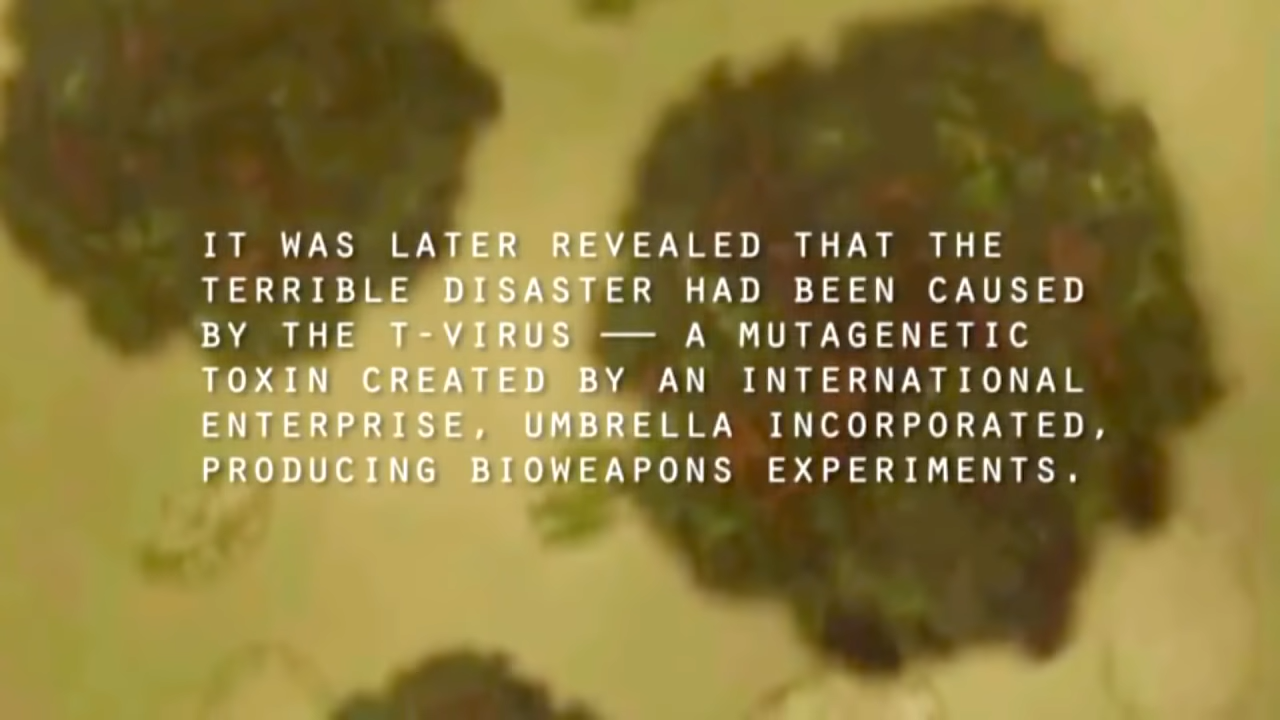 IT WAS LATER REVEALED THAT THE
TERRIBLE DISASTER HAD BEEN CAUSED
BY THE T-VIRUS — A MUTAGENETIC
TOXIN CREATED BY AN INTERNATIONAL
ENTERPRISE, UMBRELLA INCORPORATED,
PRODUCING BIOWEAPONS EXPERIMENTS.